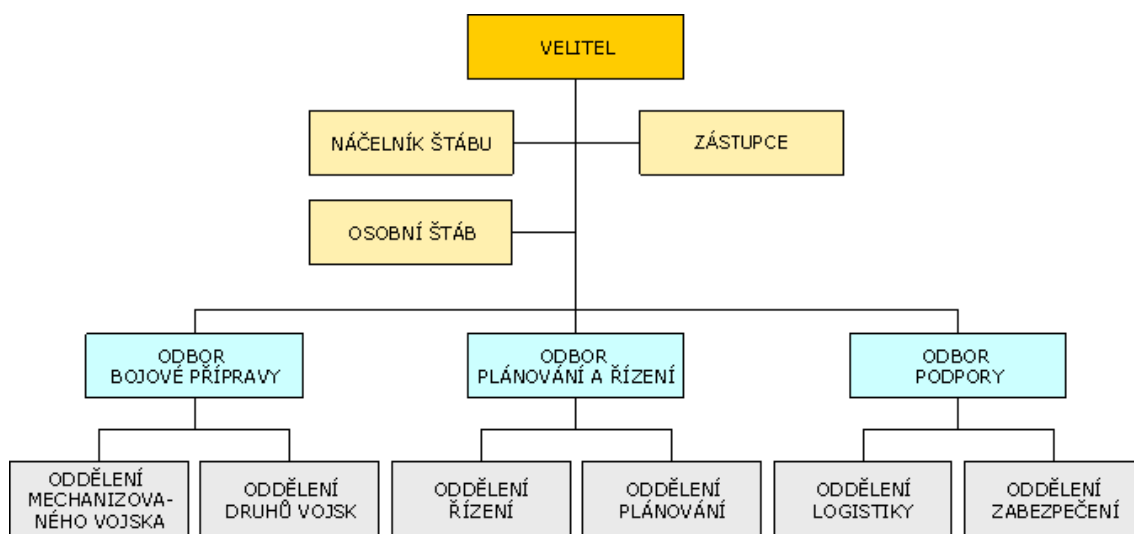 VELITEL
NÁČELNÍK ŠTÁBU
ZÁSTUPCE
OSOBNÍ ŠTÁB
ODBOR
BOJOVÉ PŘÍPRAVY
ODBOR
PLÁNOVÁNÍ A ŘÍZENÍ
ODBOR
PODPORY
ODDĚLENÍ
MECHANIZOVA-
NÉHO VOJSKA
ODDĚLENÍ
DRUHŮ VOJSK
ODDĚLENÍ
ŘÍZENÍ
ODDĚLENÍ
PLÁNOVÁNÍ
ODDĚLENÍ
LOGISTIKY
ODDĚLENÍ
ZABEZPEČENÍ